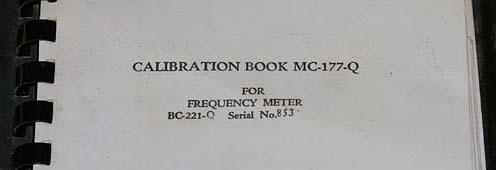 CALIBRATION BOOK MC-177-Q
FOR
FREQUENCY METER
BC-221-Q Serial No.853